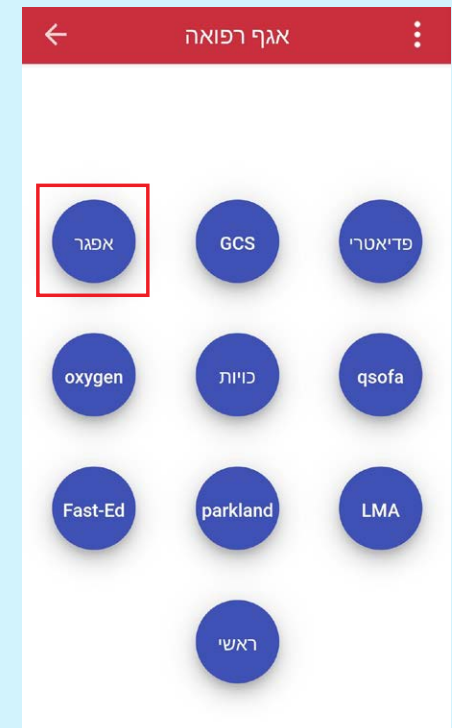 אגף רפואה
פדיאטרי GCS אפגר
qsofa כויות oxygen
LMA parkland Fast-Ed
ראשי